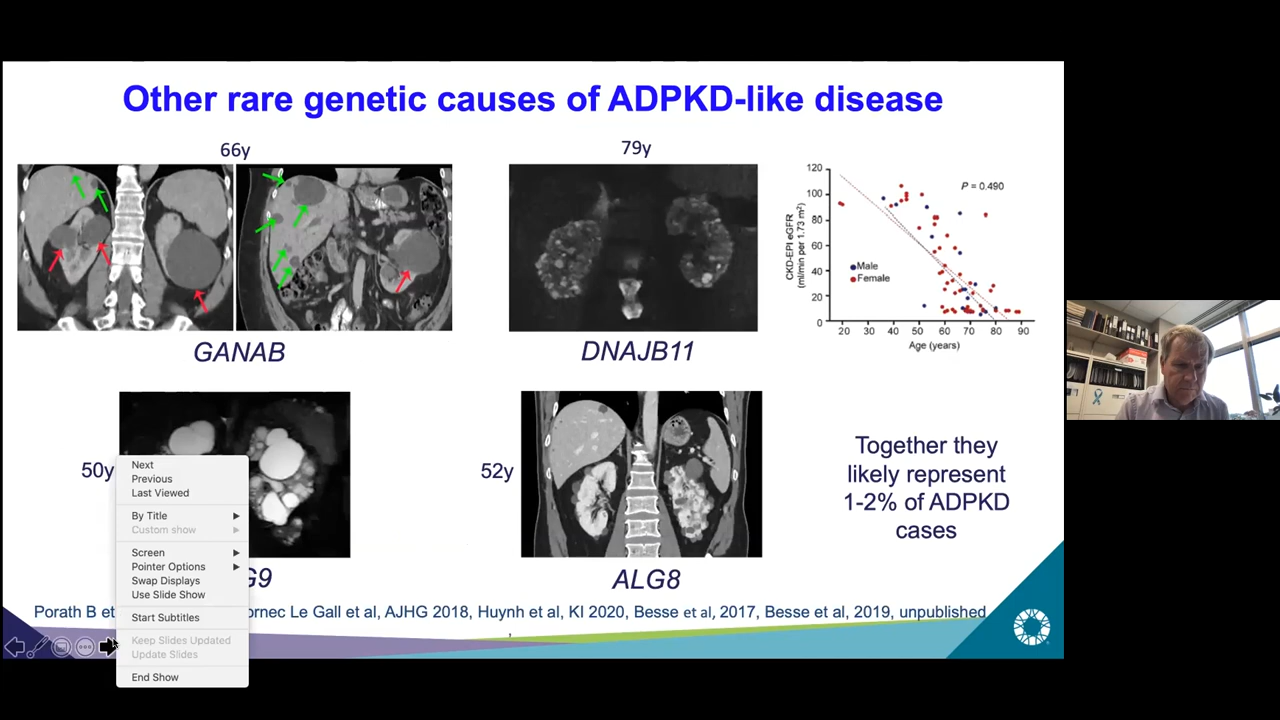 Other rare genetic causes of ADPKD-like disease
66y
79y
GANAB
DNAJB11
120
100
80
60
40
20
0
CKD-EPI eGFR
(ml/min per 1.73 m²)
P = 0.490
Male
Female
20
30
40
50
60
70
80
90
Age (years)
50y
52y
G9
ALG8
Together they
likely represent
1-2% of ADPKD
cases
Porath B et
ornec Le Gall et al, AJHG 2018, Huynh et al, KI 2020, Besse et al, 2017, Besse et al, 2019, unpublished
,
Next
Previous
Last Viewed
By Title
Custom show
Screen
Pointer Options
Swap Displays
Use Slide Show
Start Subtitles
Keep Slides Updated
Update Slides
End Show